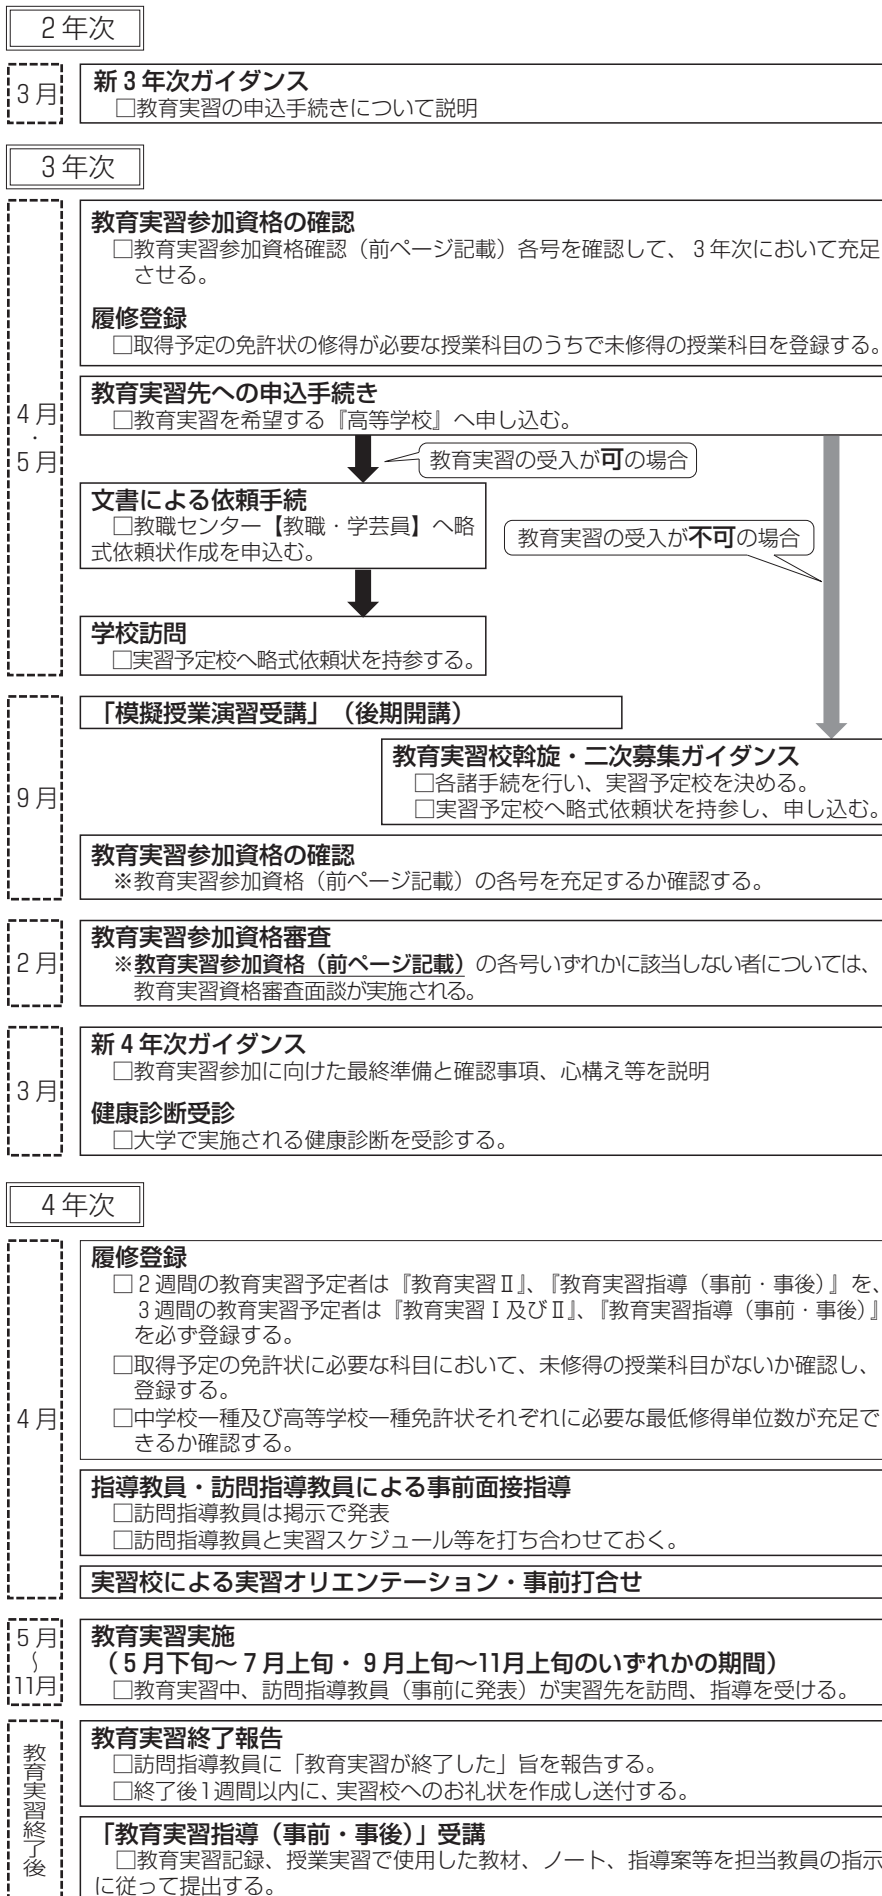 2年次
3月
新3年次ガイダンス
□教育実習の申込手続きについて説明
3年次
4月・5月
教育実習参加資格の確認
□教育実習参加資格確認（前ページ記載）各号を確認して、3年次において充足
させる。
履修登録
□取得予定の免許状の修得が必要な授業科目のうちで未修得の授業科目を登録する。
教育実習先への申込手続き
□教育実習を希望する『高等学校』へ申し込む。
教育実習の受入が可の場合
文書による依頼手続
□教職センター【教職・学芸員】へ略
式依頼状作成を申込む。
教育実習の受入が不可の場合
学校訪問
□実習予定校へ略式依頼状を持参する。
9月
「模擬授業演習受講」（後期開講）
教育実習校斡旋・二次募集ガイダンス
□各諸手続を行い、実習予定校を決める。
□実習予定校へ略式依頼状を持参し、申し込む。
教育実習参加資格の確認
※教育実習参加資格（前ページ記載）の各号を充足するか確認する。
2月
教育実習参加資格審査
※教育実習参加資格（前ページ記載）の各号いずれかに該当しない者については、
教育実習資格審査面談が実施される。
3月
新4年次ガイダンス
□教育実習参加に向けた最終準備と確認事項、心構え等を説明
健康診断受診
□大学で実施される健康診断を受診する。
4年次
4月
履修登録
□2週間の教育実習予定者は『教育実習Ⅱ』、『教育実習指導（事前・事後）』を、
3週間の教育実習予定者は『教育実習Ⅰ及びⅡ』、『教育実習指導（事前・事後）』
を必ず登録する。
□取得予定の免許状に必要な科目において、未修得の授業科目がないか確認し、
登録する。
□中学校一種及び高等学校一種免許状それぞれに必要な最低修得単位数が充足で
きるか確認する。
指導教員・訪問指導教員による事前面接指導
□訪問指導教員は掲示で発表
□訪問指導教員と実習スケジュール等を打ち合わせておく。
実習校による実習オリエンテーション・事前打合せ
5月～11月
教育実習実施
（5月下旬～7月上旬・9月上旬～11月上旬のいずれかの期間）
□教育実習中、訪問指導教員（事前に発表）が実習先を訪問、指導を受ける。
教育実習終了後
教育実習終了報告
□訪問指導教員に「教育実習が終了した」旨を報告する。
□終了後1週間以内に、実習校へのお礼状を作成し送付する。
「教育実習指導（事前・事後）」受講
□教育実習記録、授業実習で使用した教材、ノート、指導案等を担当教員の指示
に従って提出する。